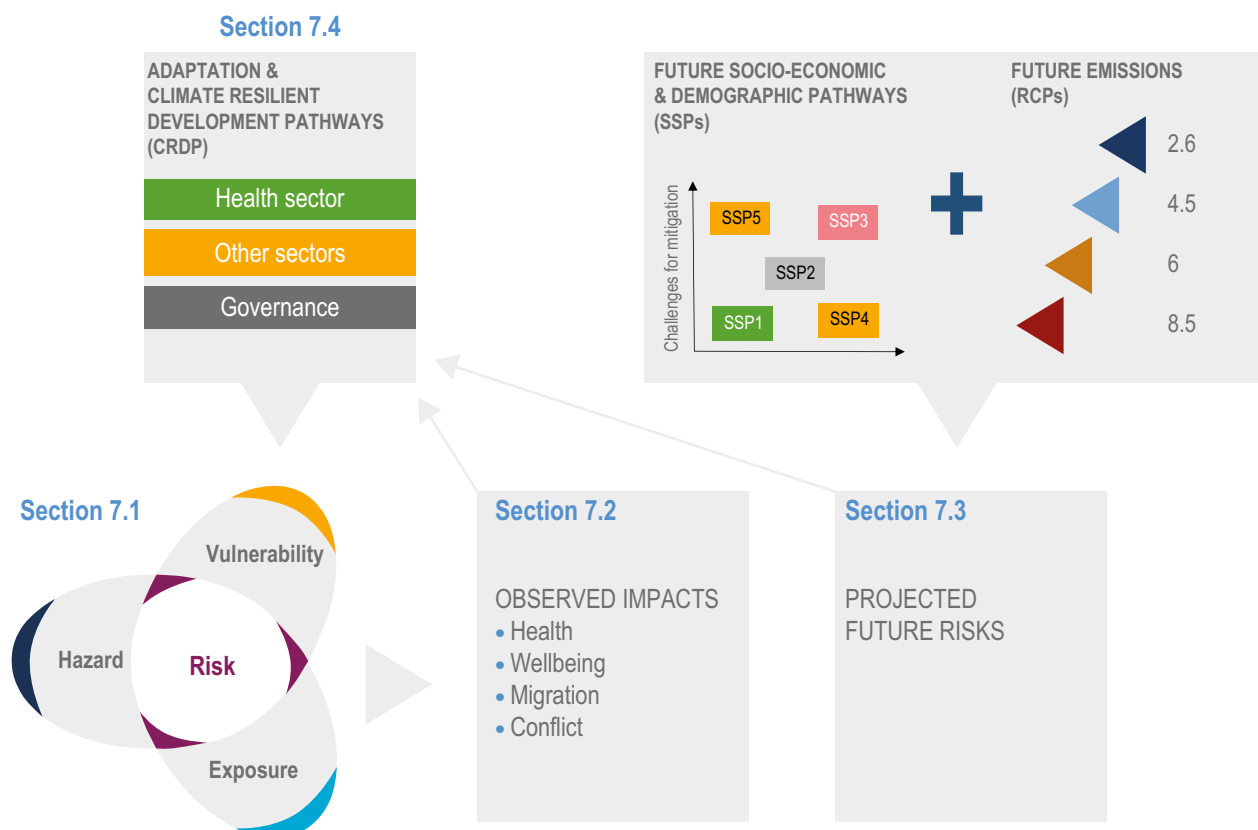 Section 7.4
ADAPTATION &
CLIMATE RESILIENT
DEVELOPMENT PATHWAYS
(CRDP)
Health sector
Other sectors
Governance
FUTURE SOCIO-ECONOMIC
& DEMOGRAPHIC PATHWAYS
(SSPs)
Challenges for mitigation
SSP5
SSP3
SSP2
SSP1
SSP4
FUTURE EMISSIONS
(RCPs)
2.6
4.5
6
8.5
Section 7.1
Vulnerability
Hazard
Risk
Exposure
Section 7.2
OBSERVED IMPACTS
• Health
• Wellbeing
• Migration
• Conflict
Section 7.3
PROJECTED
FUTURE RISKS